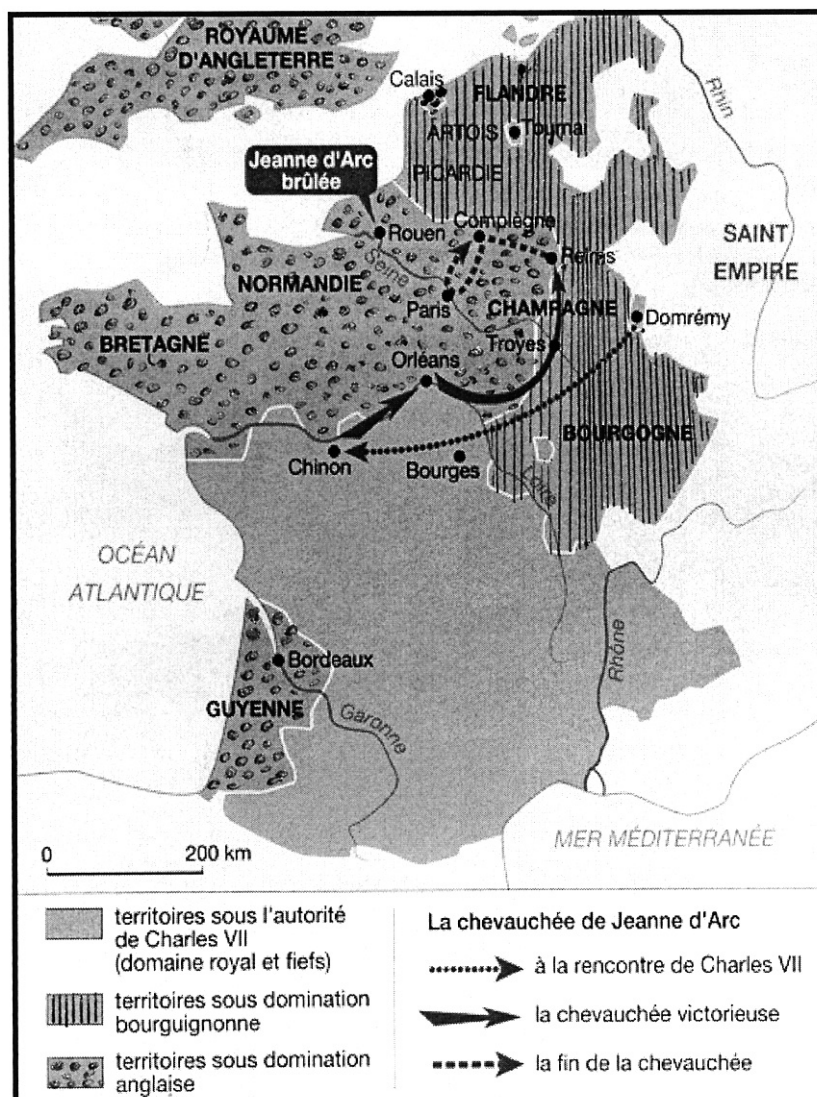 ROYAUME
D'ANGLETERRE
Calais
FLANDRE
Rhin
ARTOIS
Tournai
PICARDIE
Jeanne d'Arc
brûlée
Rouen
Compiègne
Reims
SAINT
EMPIRE
Seine
NORMANDIE
Paris
CHAMPAGNE
Domrémy
BRETAGNE
Troyes
Orléans
BOURGOGNE
Chinon
Bourges
Loire
OCÉAN
ATLANTIQUE
Bordeaux
Rhône
GUYENNE
Garonne
MER MÉDITERRANÉE
0 200 km
territoires sous l'autorité
de Charles VII
(domaine royal et fiefs)
territoires sous domination
bourguignonne
territoires sous domination
anglaise
La chevauchée de Jeanne d'Arc
à la rencontre de Charles VII
la chevauchée victorieuse
la fin de la chevauchée